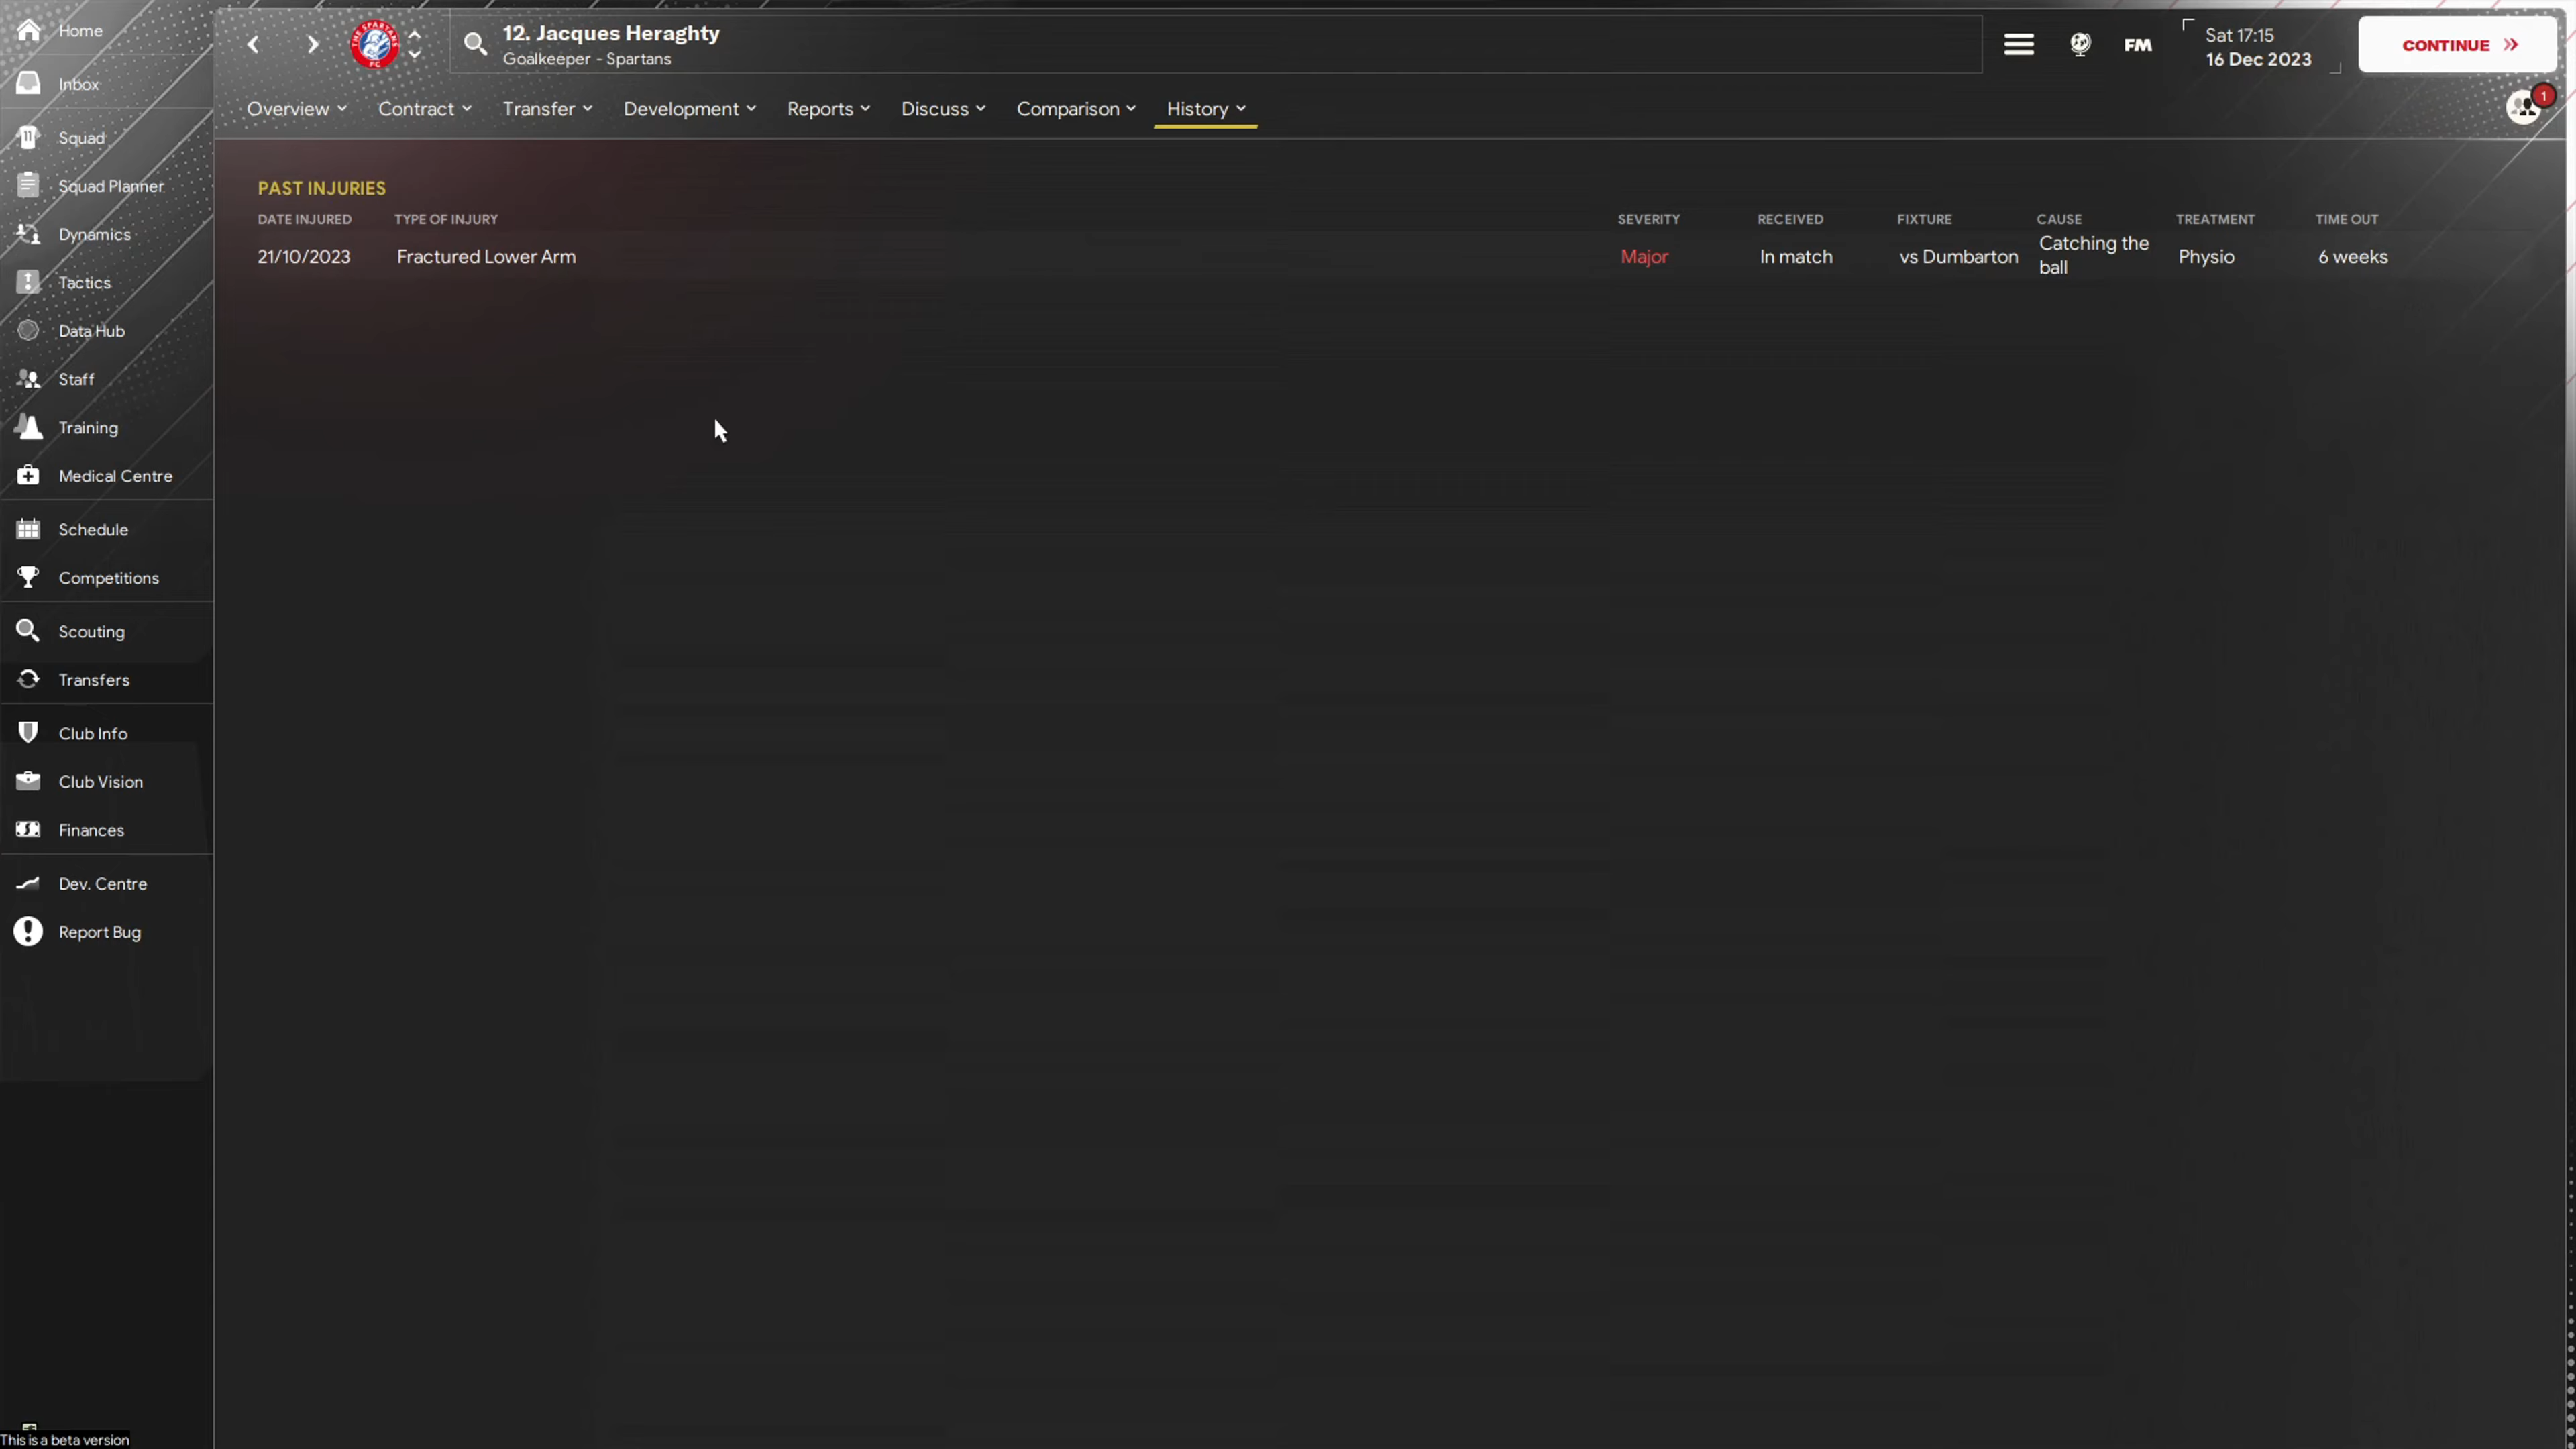 Home
Inbox
Squad
Squad Planner
Dynamics
Tactics
Data Hub
Staff
Training
Medical Centre
Schedule
Competitions
Scouting
Transfers
Club Info
Club Vision
Finances
Dev. Centre
Report Bug
This is a beta version
THE SPARTANS FC
12. Jacques Heraghty
Goalkeeper - Spartans
FM
Sat 17:15
16 Dec 2023
CONTINUE
Overview Contract Transfer Development Reports Discuss Comparison History
1
PAST INJURIES
DATE INJURED TYPE OF INJURY SEVERITY RECEIVED FIXTURE CAUSE TREATMENT TIME OUT
21/10/2023 Fractured Lower Arm Major In match vs Dumbarton Catching the ball Physio 6 weeks